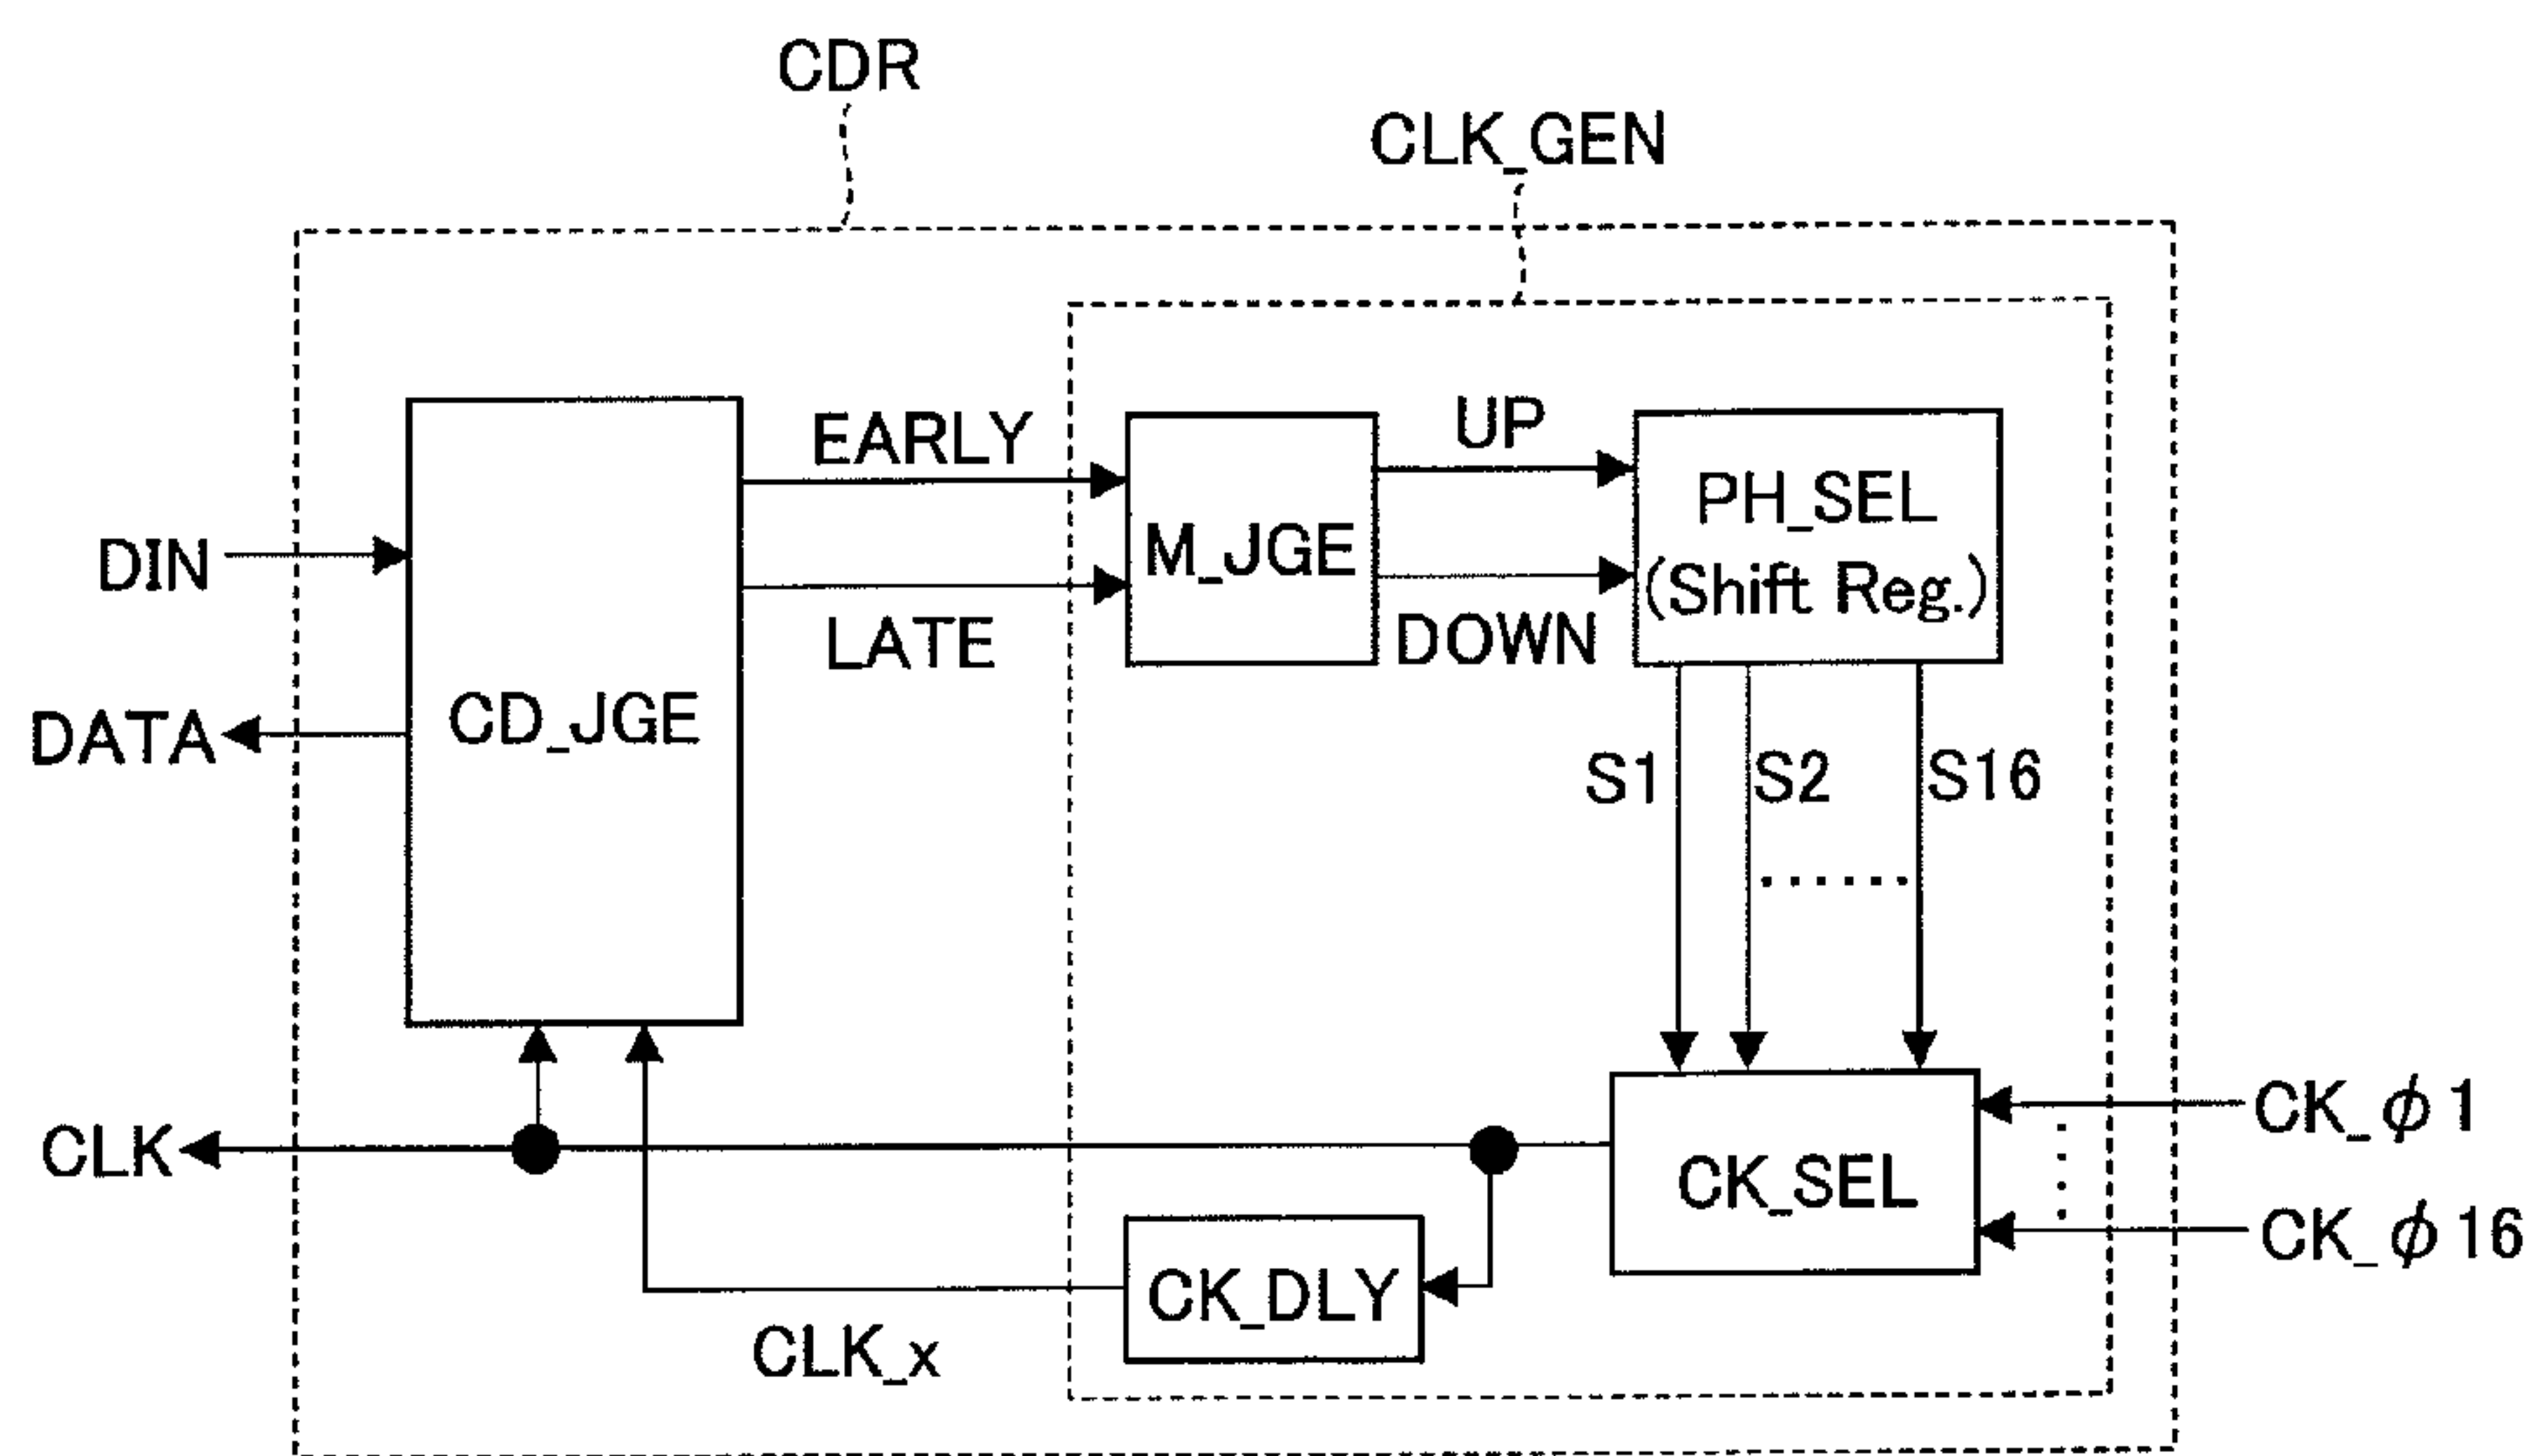 CDR
CLK_GEN
EARLY
UP
PH_SEL
(Shift Reg.)
M_JGE
DIN
LATE
DOWN
DATA
CD_JGE
S1
S2
S16
CLK
CK_SEL
CK_ϕ1
CK_ϕ16
CK_DLY
CLK_x